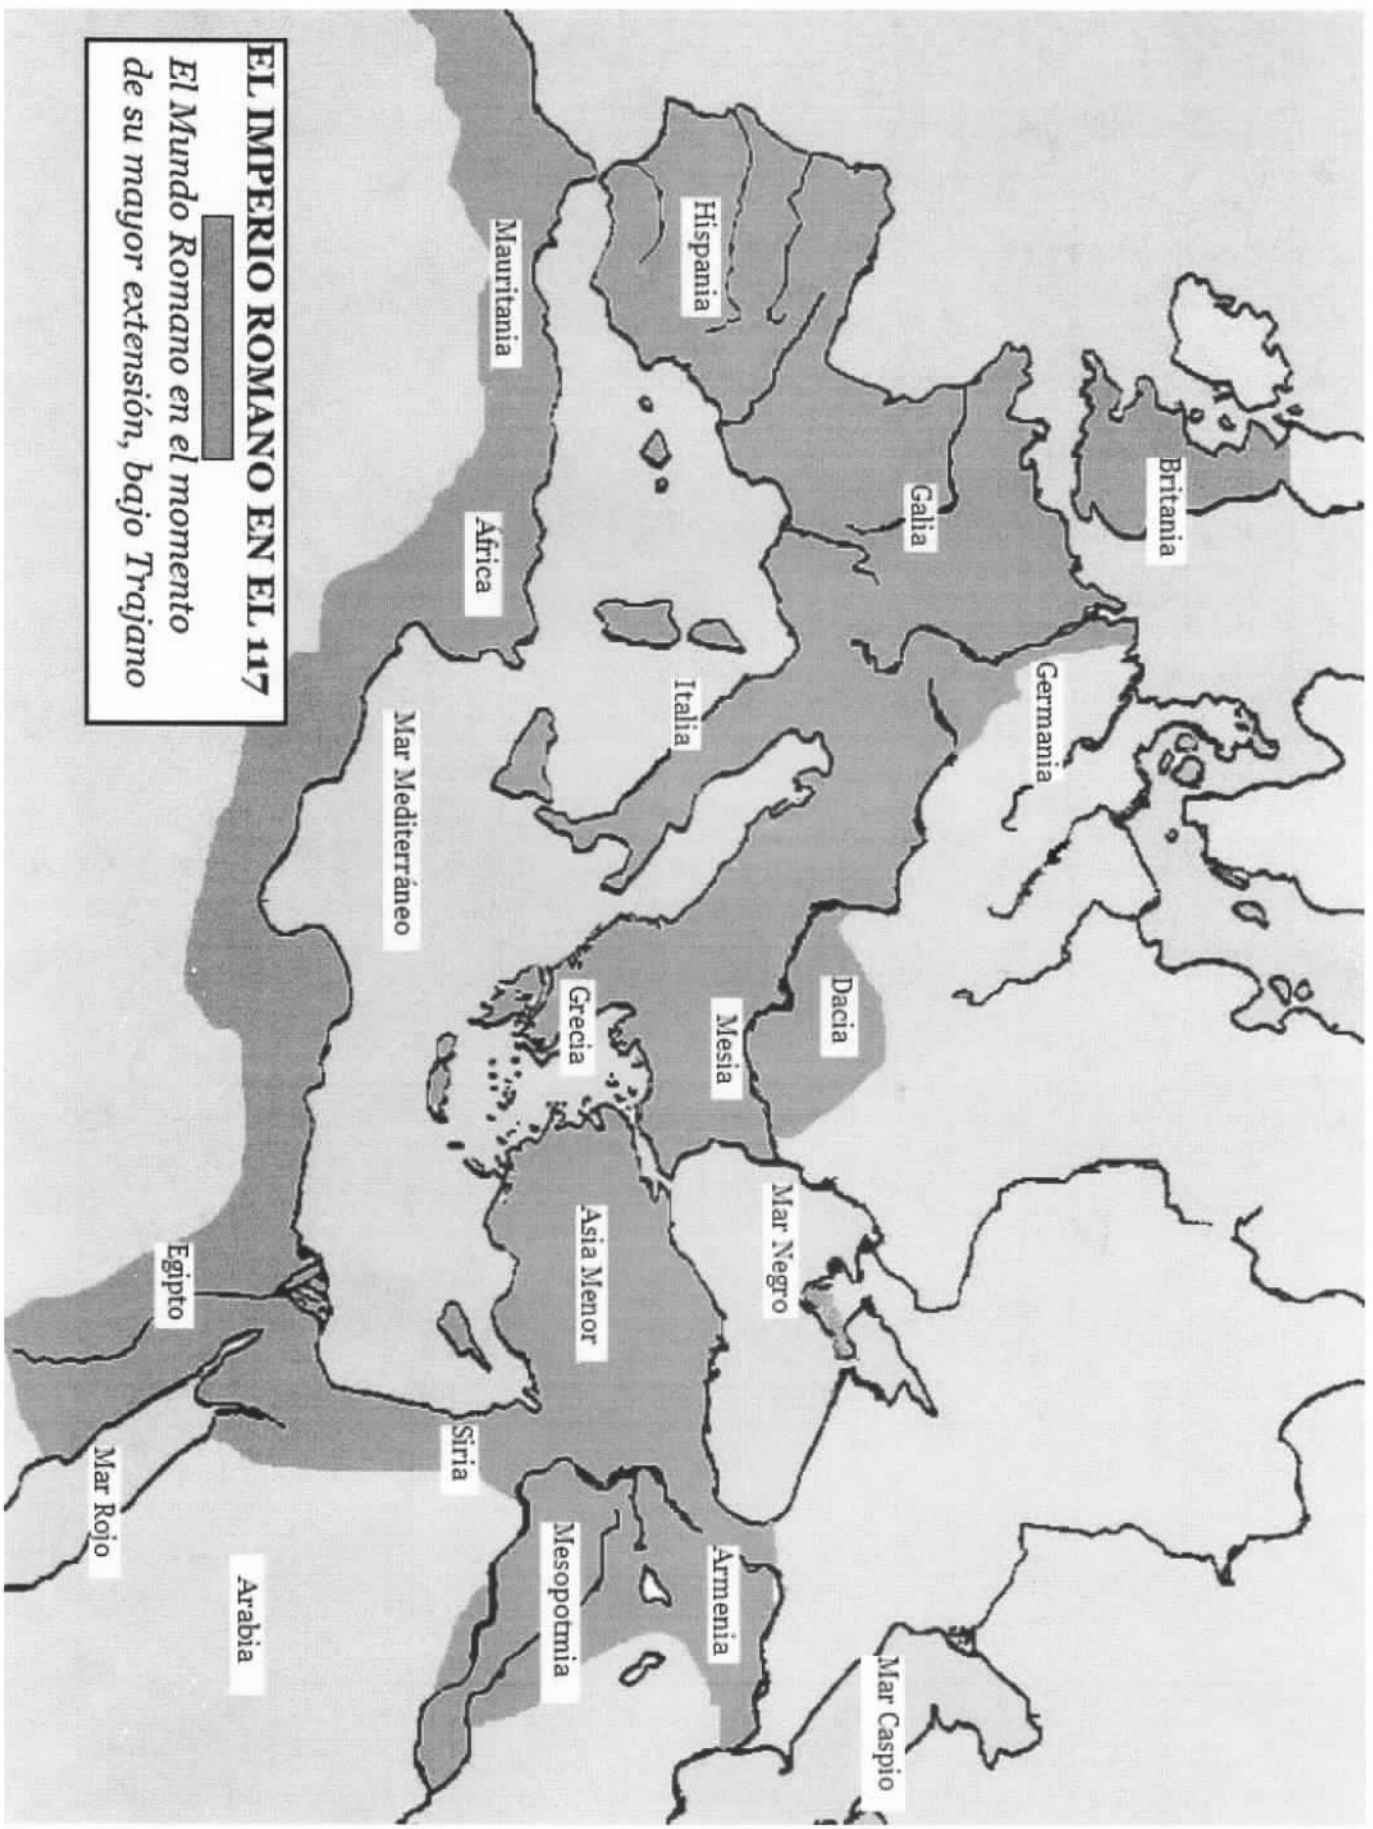 Britania
Germania
Galia
Dacia
Mar Caspio
Mar Negro
Mesia
Armenia
Hispania
Italia
Grecia
Asia Menor
Mesopotmia
Mauritania
África
Siria
Mar Mediterráneo
EL IMPERIO ROMANO EN EL 117
El Mundo Romano en el momento
de su mayor extensión, bajo Trajano
Arabia
Egipto
Mar Rojo